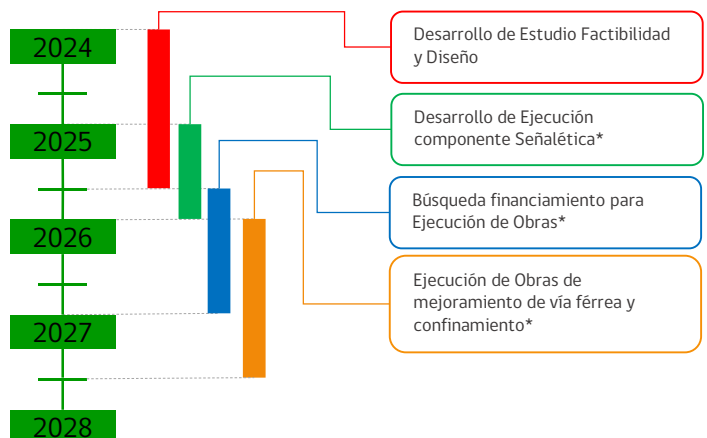 2024
2025
2026
2027
2028
Desarrollo de Estudio Factibilidad
y Diseño
Desarrollo de Ejecución
componente Señalética*
Búsqueda financiamiento para
Ejecución de Obras*
Ejecución de Obras de
mejoramiento de vía férrea y
confinamiento*